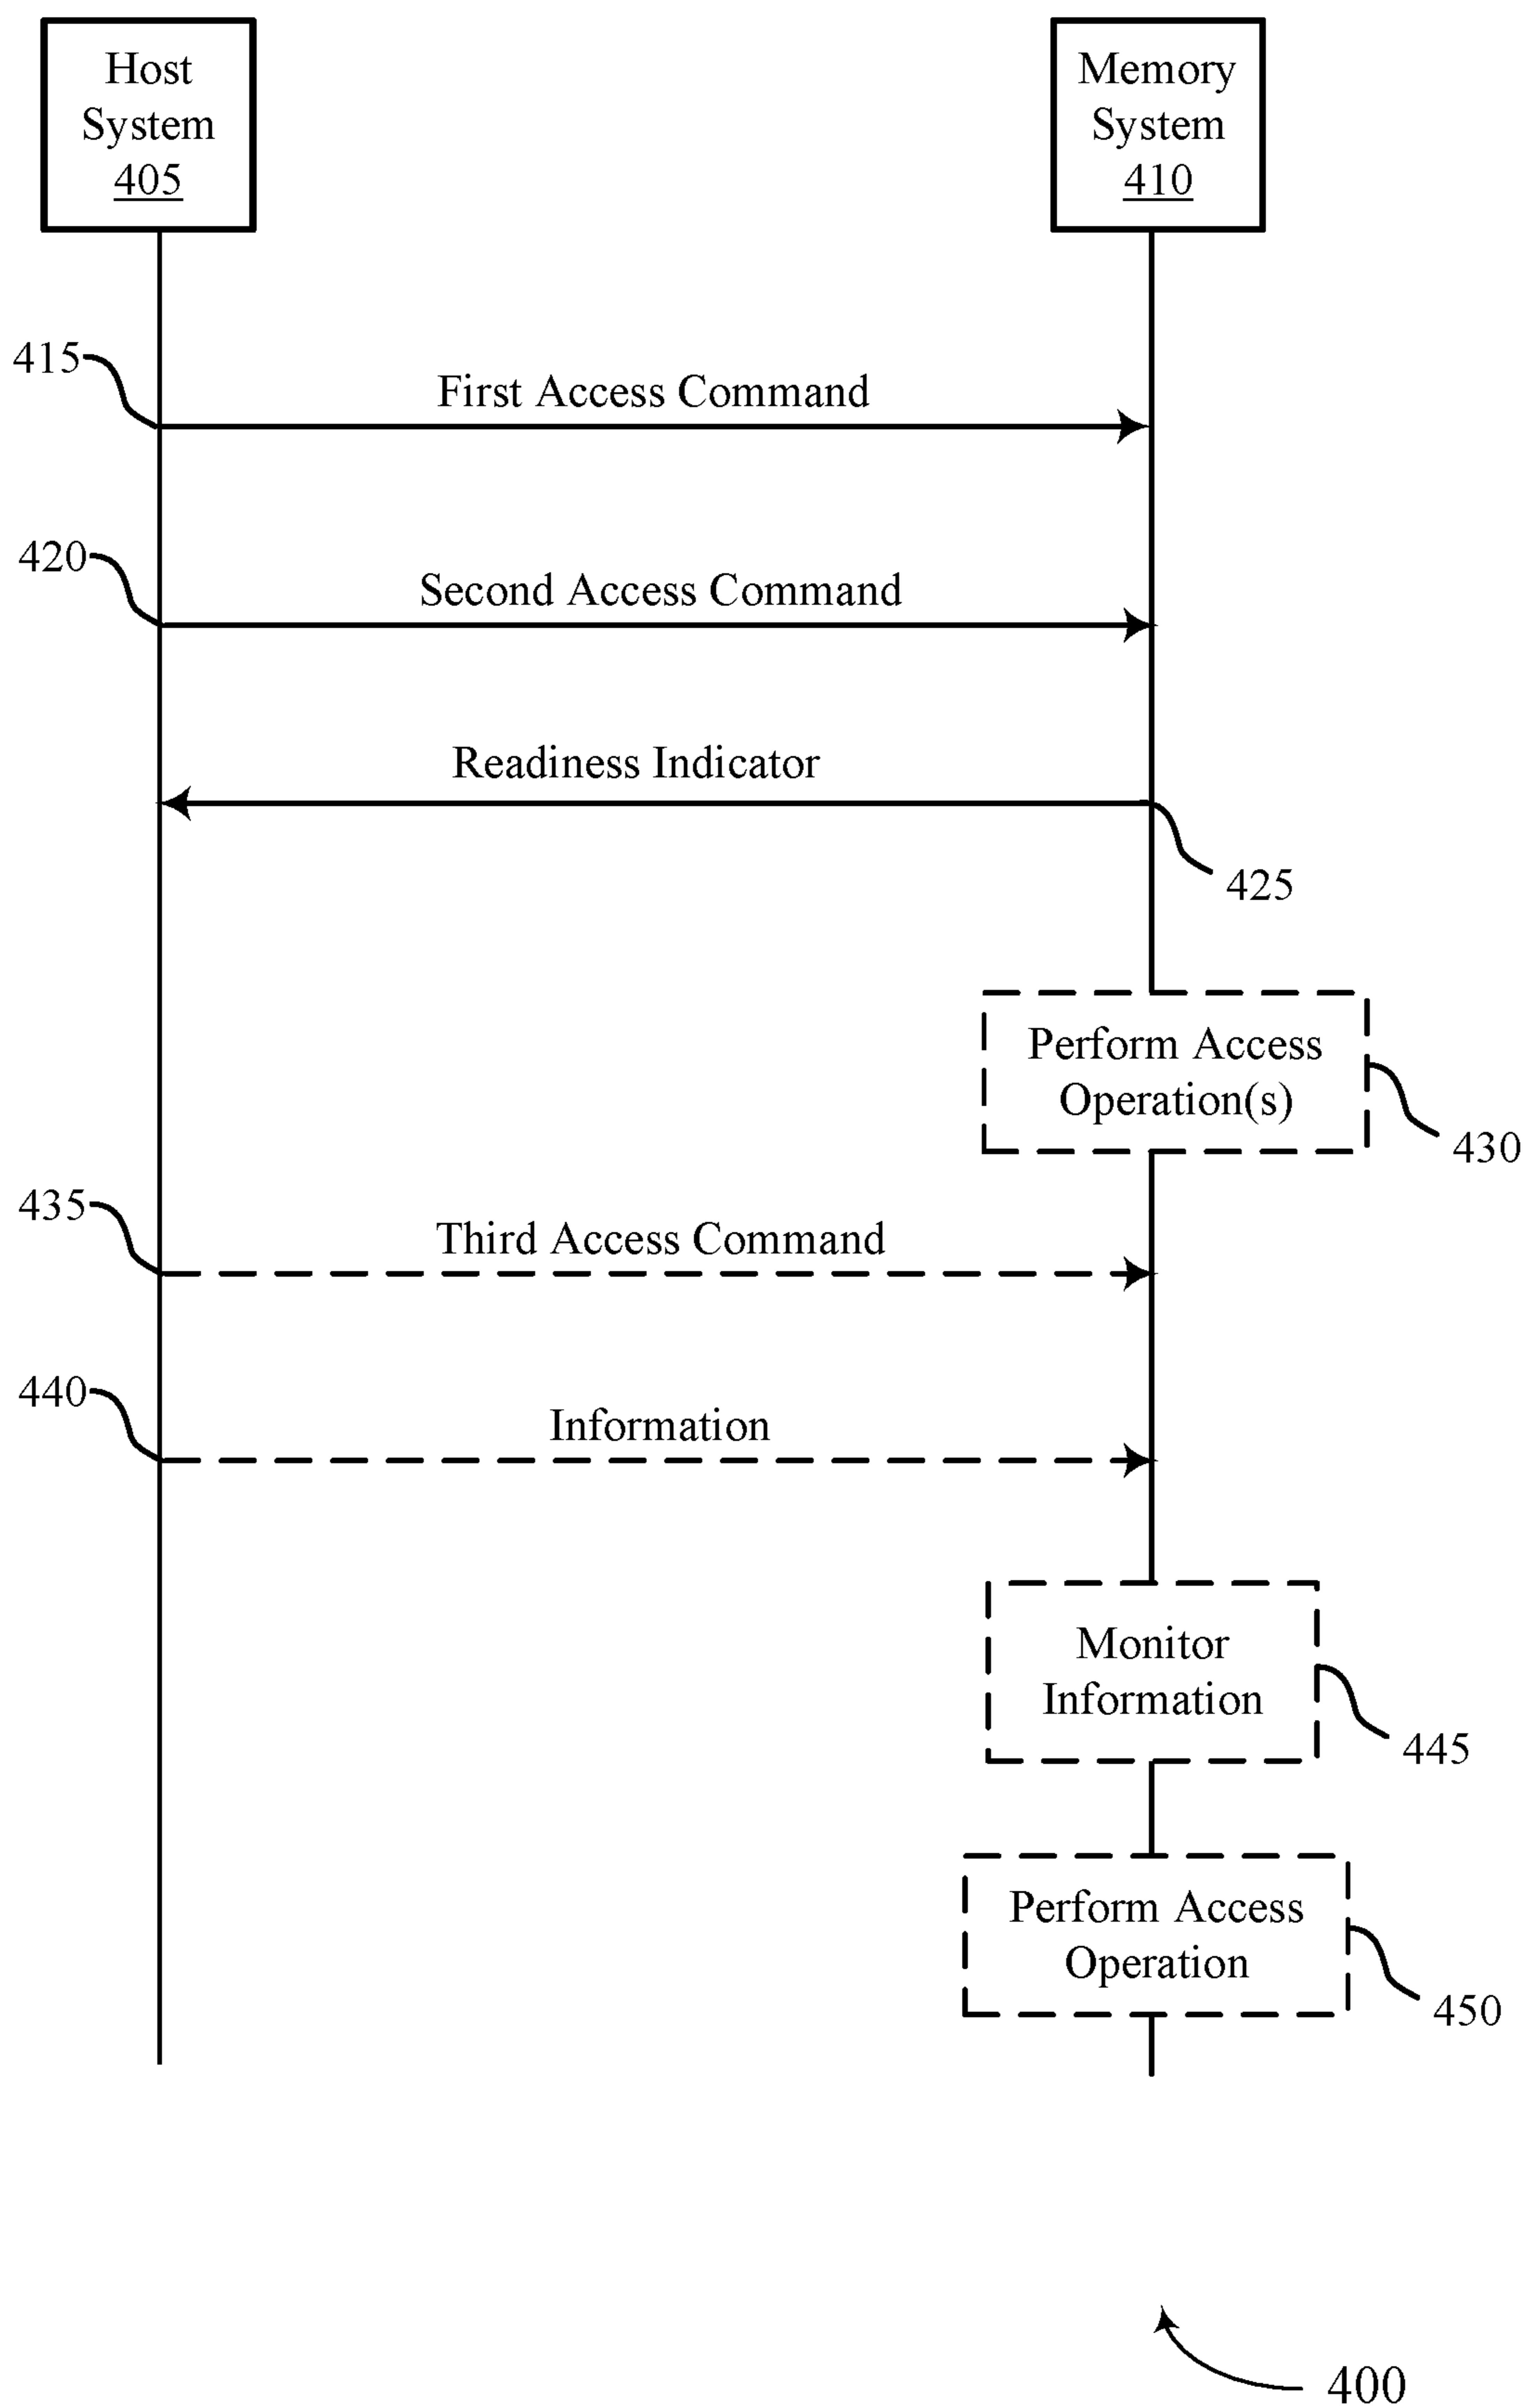 Host
System
405
Memory
System
410
415
First Access Command
420
Second Access Command
Readiness Indicator
425
Perform Access
Operation(s)
430
435
Third Access Command
440
Information
Monitor
Information
445
Perform Access
Operation
450
400